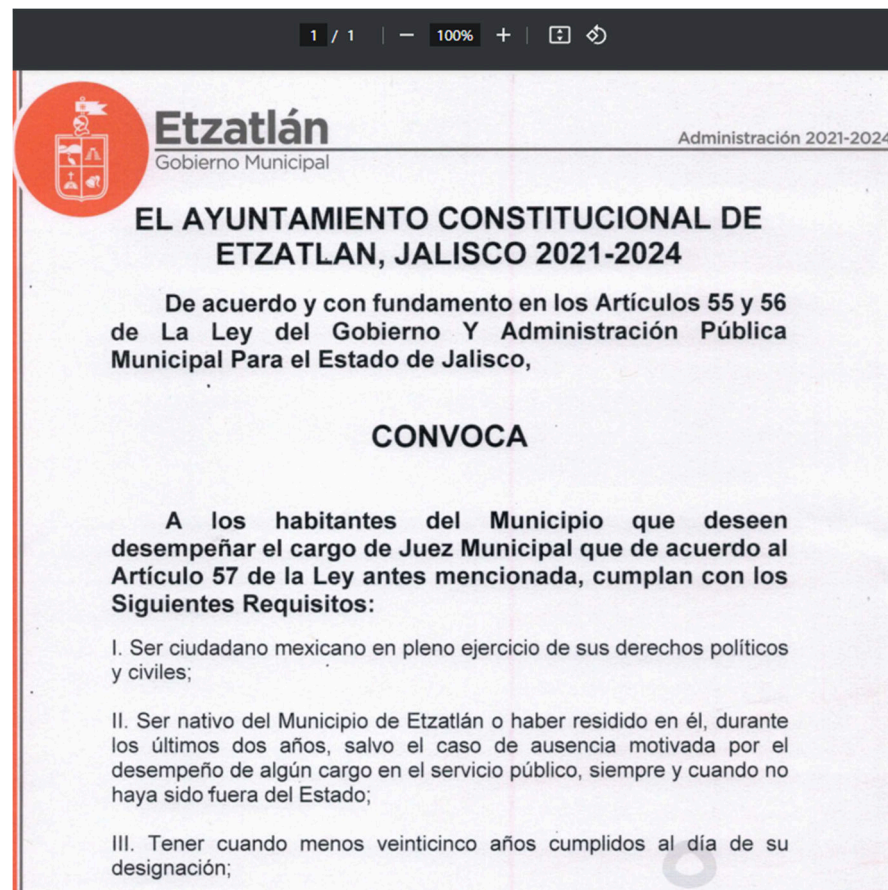 1 / 1 — 100% +
Etzatlán
Gobierno Municipal
Administración 2021-2024
EL AYUNTAMIENTO CONSTITUCIONAL DE
ETZATLAN, JALISCO 2021-2024
De acuerdo y con fundamento en los Artículos 55 y 56
de La Ley del Gobierno Y Administración Pública
Municipal Para el Estado de Jalisco,
CONVOCA
A los habitantes del Municipio que deseen
desempeñar el cargo de Juez Municipal que de acuerdo al
Artículo 57 de la Ley antes mencionada, cumplan con los
Siguientes Requisitos:
I. Ser ciudadano mexicano en pleno ejercicio de sus derechos políticos
y civiles;
II. Ser nativo del Municipio de Etzatlán o haber residido en él, durante
los últimos dos años, salvo el caso de ausencia motivada por el
desempeño de algún cargo en el servicio público, siempre y cuando no
haya sido fuera del Estado;
III. Tener cuando menos veinticinco años cumplidos al día de su
designación;